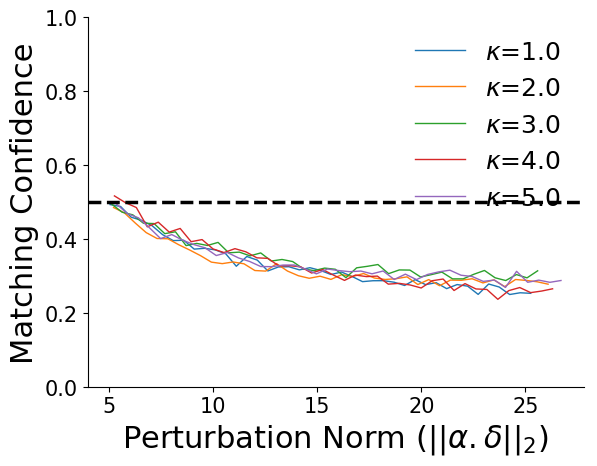 Matching Confidence
1.0
0.8
0.6
0.4
0.2
0.0
κ=1.0
κ=2.0
κ=3.0
κ=4.0
κ=5.0
5 10 15 20 25
Perturbation Norm (||α.δ||₂)